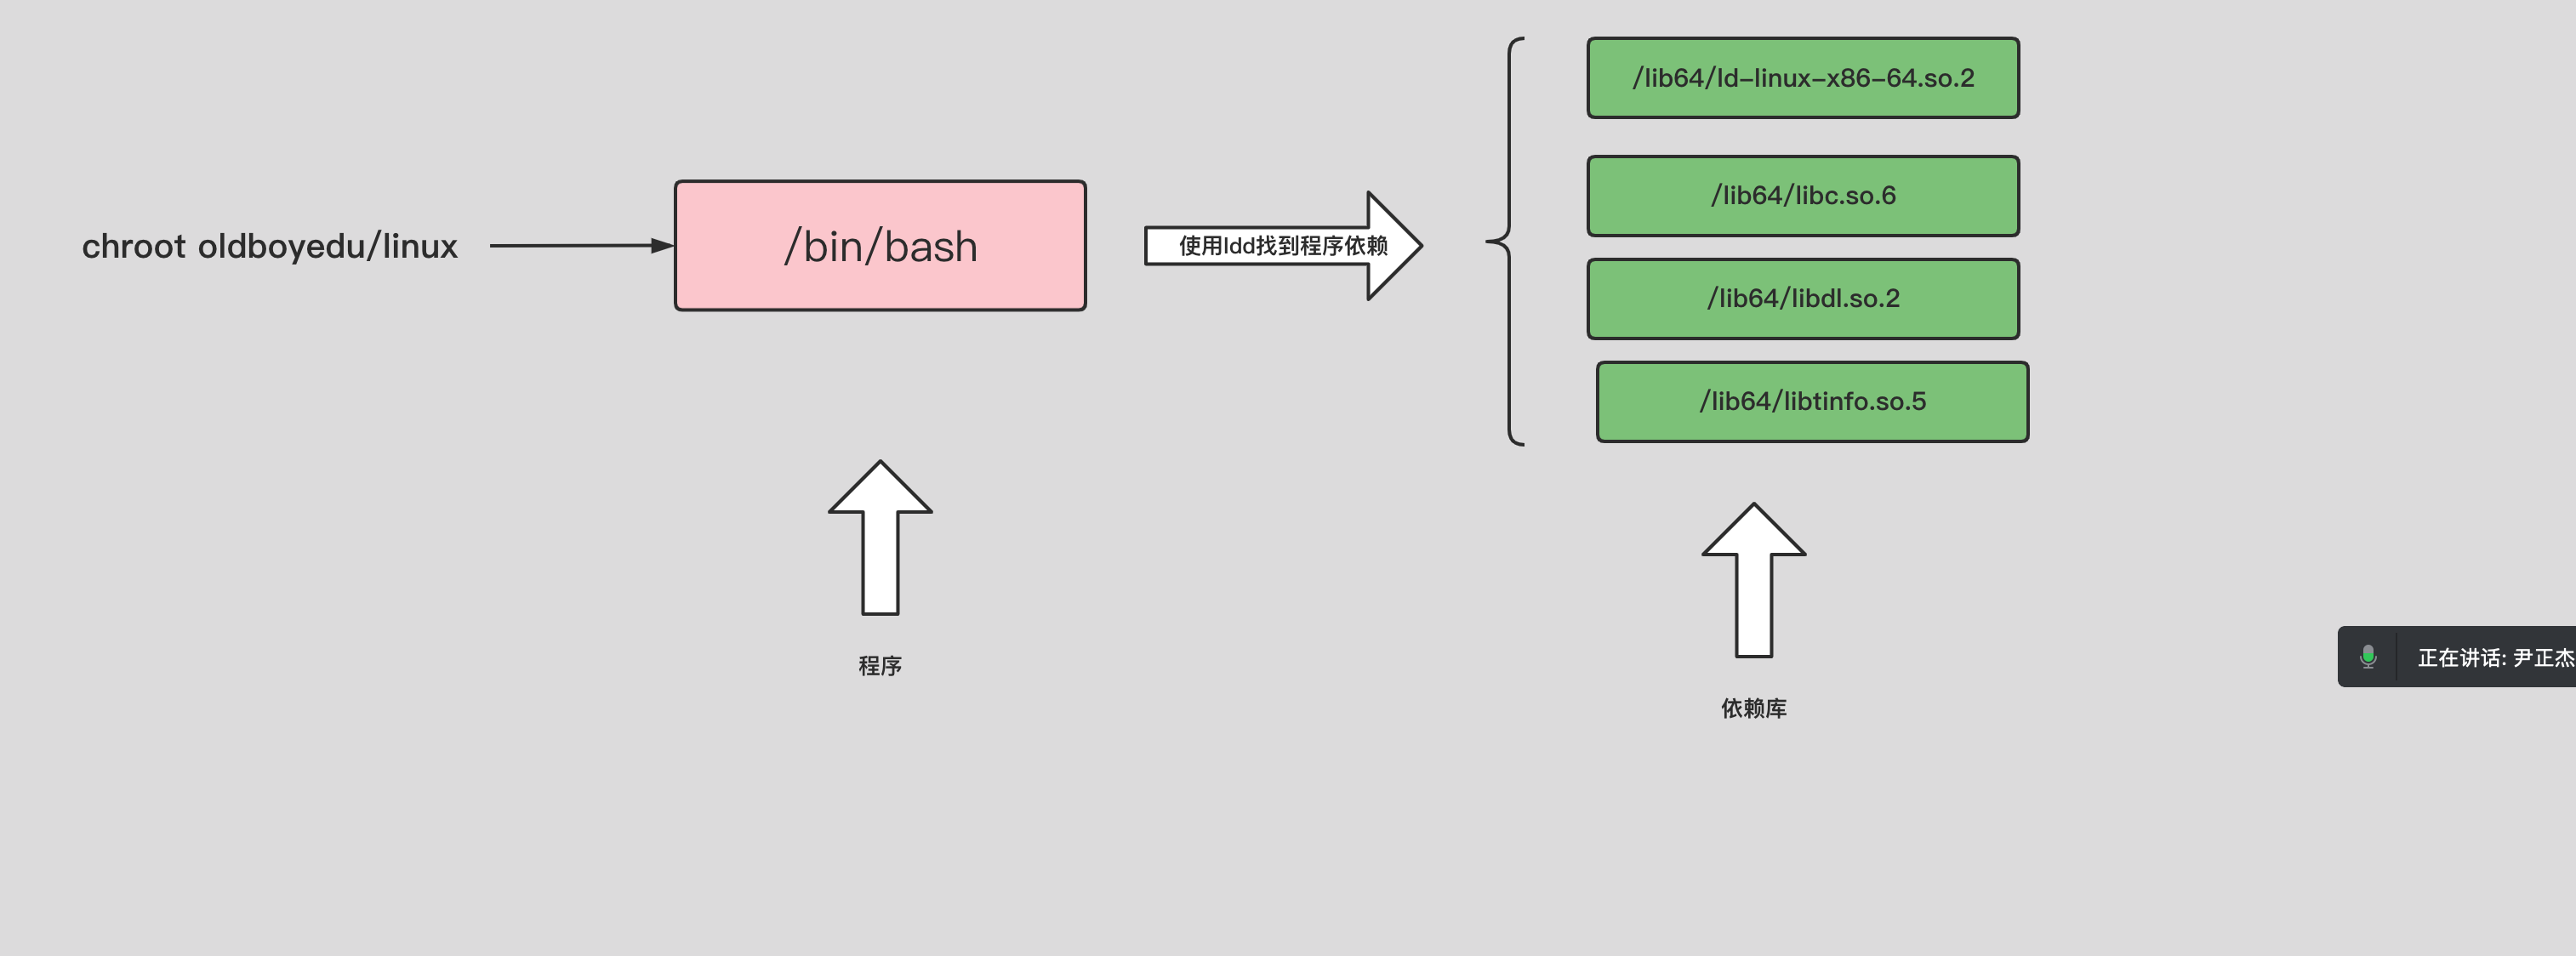 chroot oldboyedu/linux
/bin/bash
使用ldd找到程序依赖
/lib64/ld-linux-x86-64.so.2
/lib64/libc.so.6
/lib64/libdl.so.2
/lib64/libtinfo.so.5
程序
依赖库
正在讲话: 尹正杰